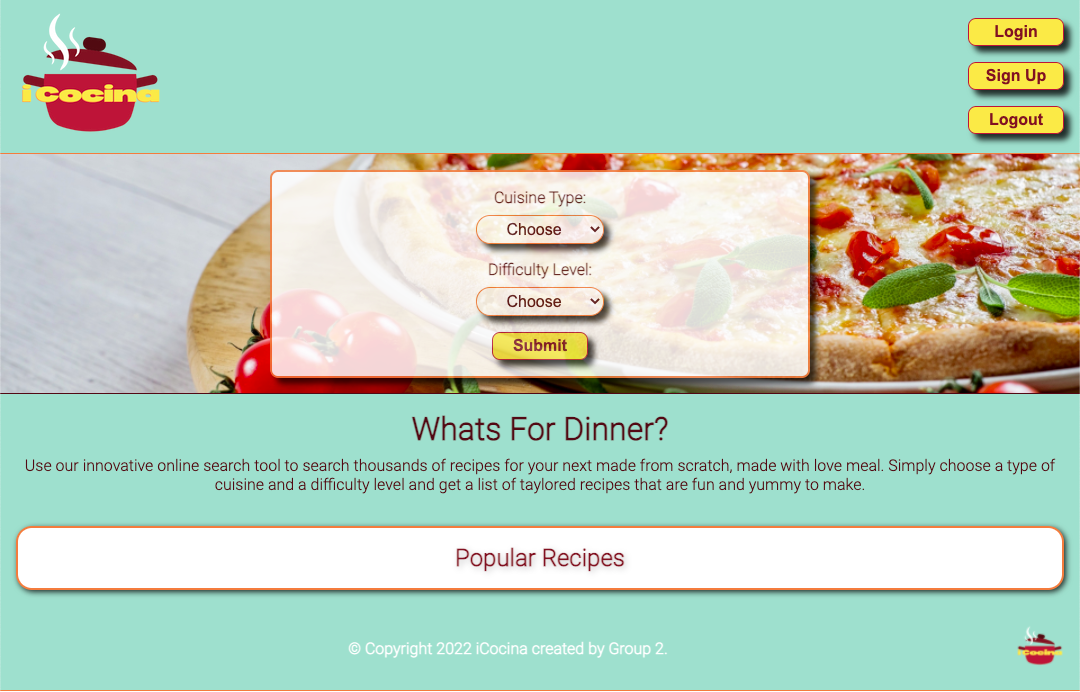 i Cocina
Login
Sign Up
Logout
Cuisine Type:
Choose
Difficulty Level:
Choose
Submit
Whats For Dinner?
Use our innovative online search tool to search thousands of recipes for your next made from scratch, made with love meal. Simply choose a type of
cuisine and a difficulty level and get a list of taylored recipes that are fun and yummy to make.
Popular Recipes
© Copyright 2022 iCocina created by Group 2.
iCocina